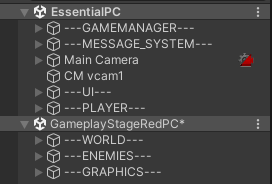 EssentialPC
---GAMEMANAGER---
---MESSAGE_SYSTEM---
Main Camera
CM vcam1
---UI---
---PLAYER---
GameplayStageRedPC*
---WORLD---
---ENEMIES---
---GRAPHICS---